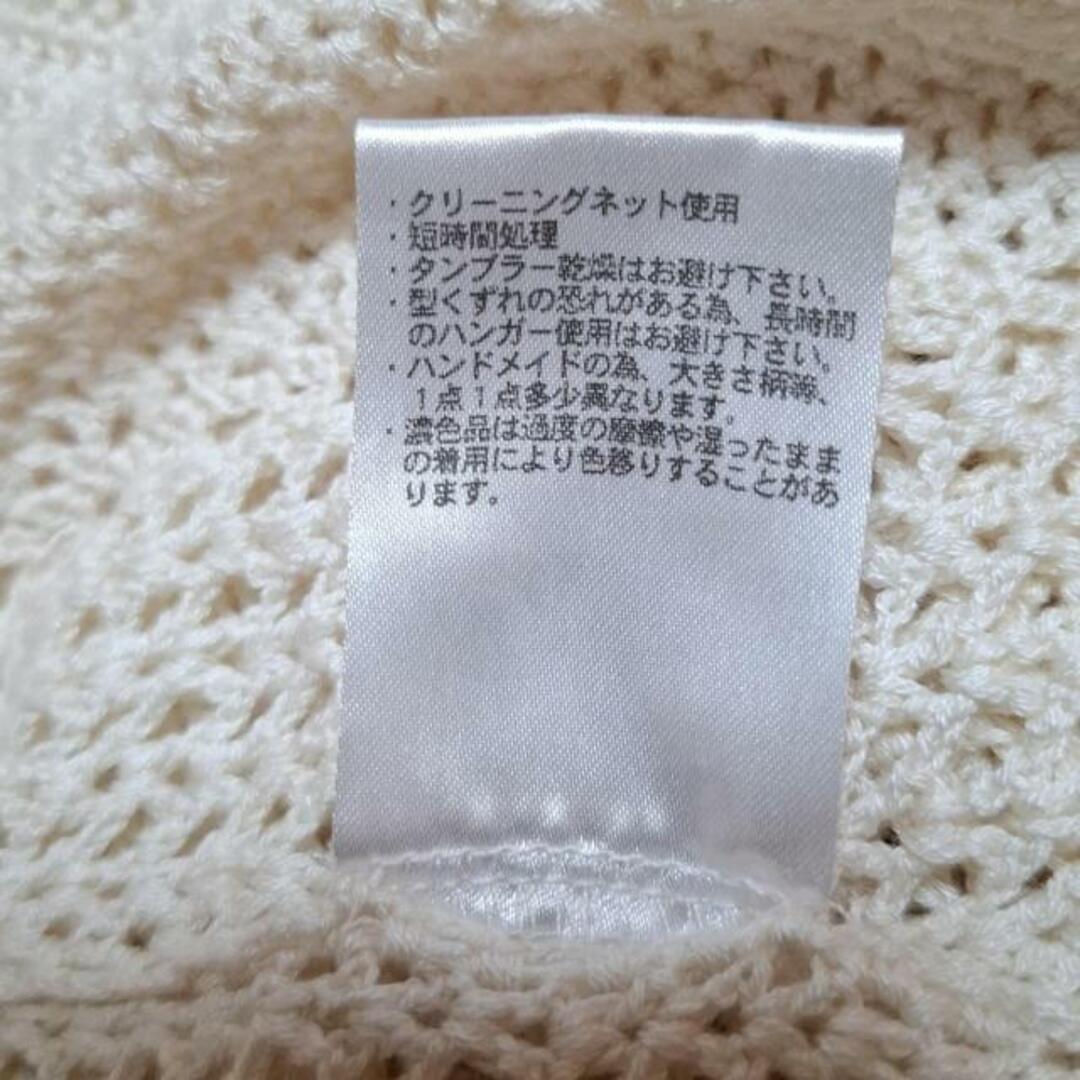 ・クリーニングネット使用
・短時間処理
・タンブラー乾燥はお避け下さい。
・型くずれの恐れがある為、長時間
のハンガー使用はお避け下さい。
・ハンドメイドの為、大きさ柄等、
１点１点多少異なります。
・濃色品は過度の摩擦や湿ったまま
の着用により色移りすることがあ
ります。